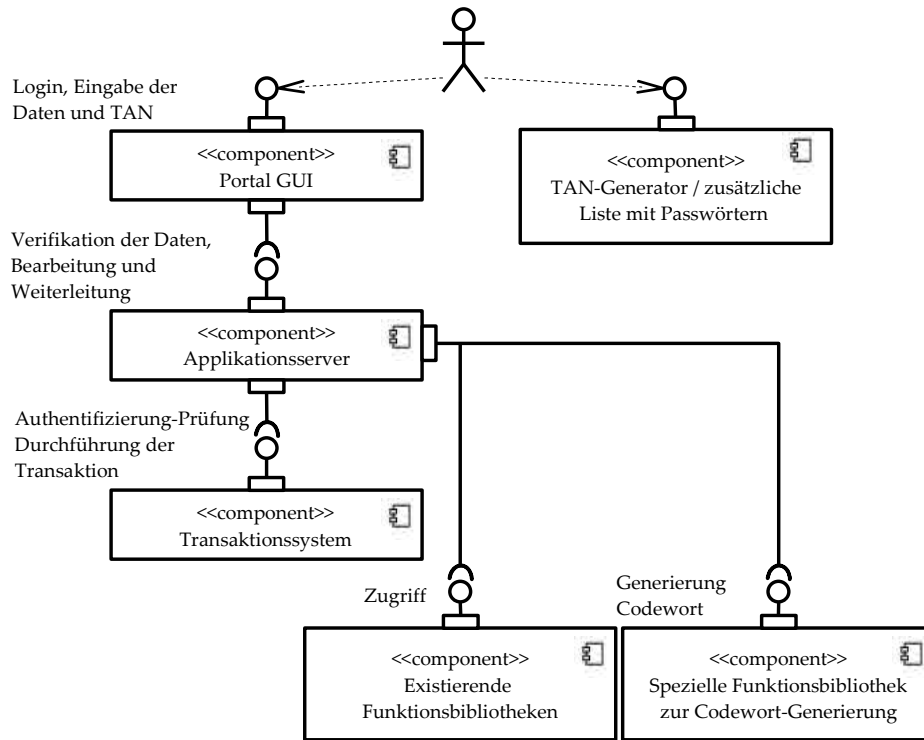 Login, Eingabe der
Daten und TAN
<<component>>
Portal GUI
<<component>>
TAN-Generator / zusätzliche
Liste mit Passwörtern
Verifikation der Daten,
Bearbeitung und
Weiterleitung
<<component>>
Applikationsserver
Authentifizierung-Prüfung
Durchführung der
Transaktion
<<component>>
Transaktionssystem
Zugriff
Generierung
Codewort
<<component>>
Existierende
Funktionsbibliotheken
<<component>>
Spezielle Funktionsbibliothek
zur Codewort-Generierung